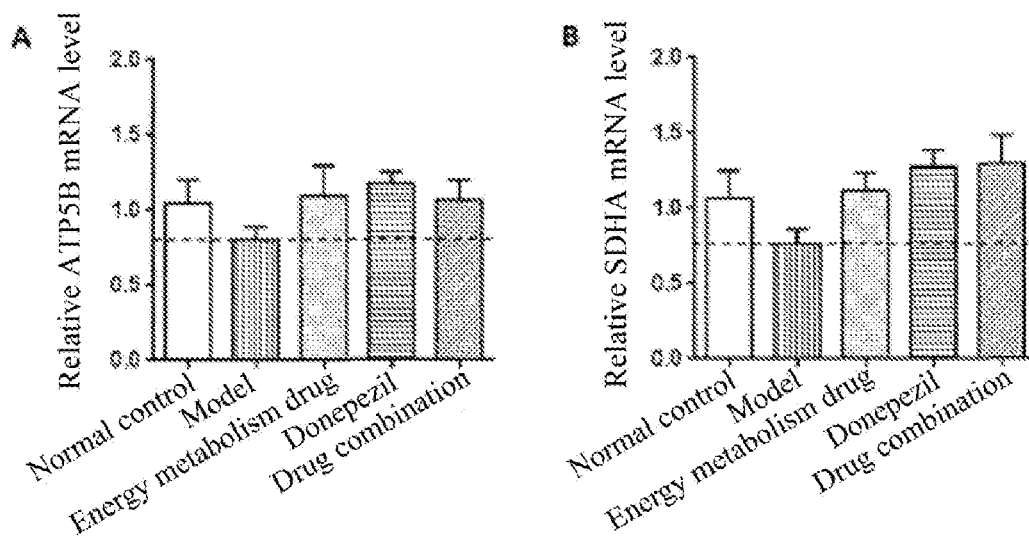 A
Relative ATP5B mRNA level
2.0
1.5
1.0
0.5
0.0
Normal control
Model
Energy metabolism drug
Donepezil
Drug combination
B
Relative SDHA mRNA level
2.0
1.5
1.0
0.5
0.0
Normal control
Model
Energy metabolism drug
Donepezil
Drug combination